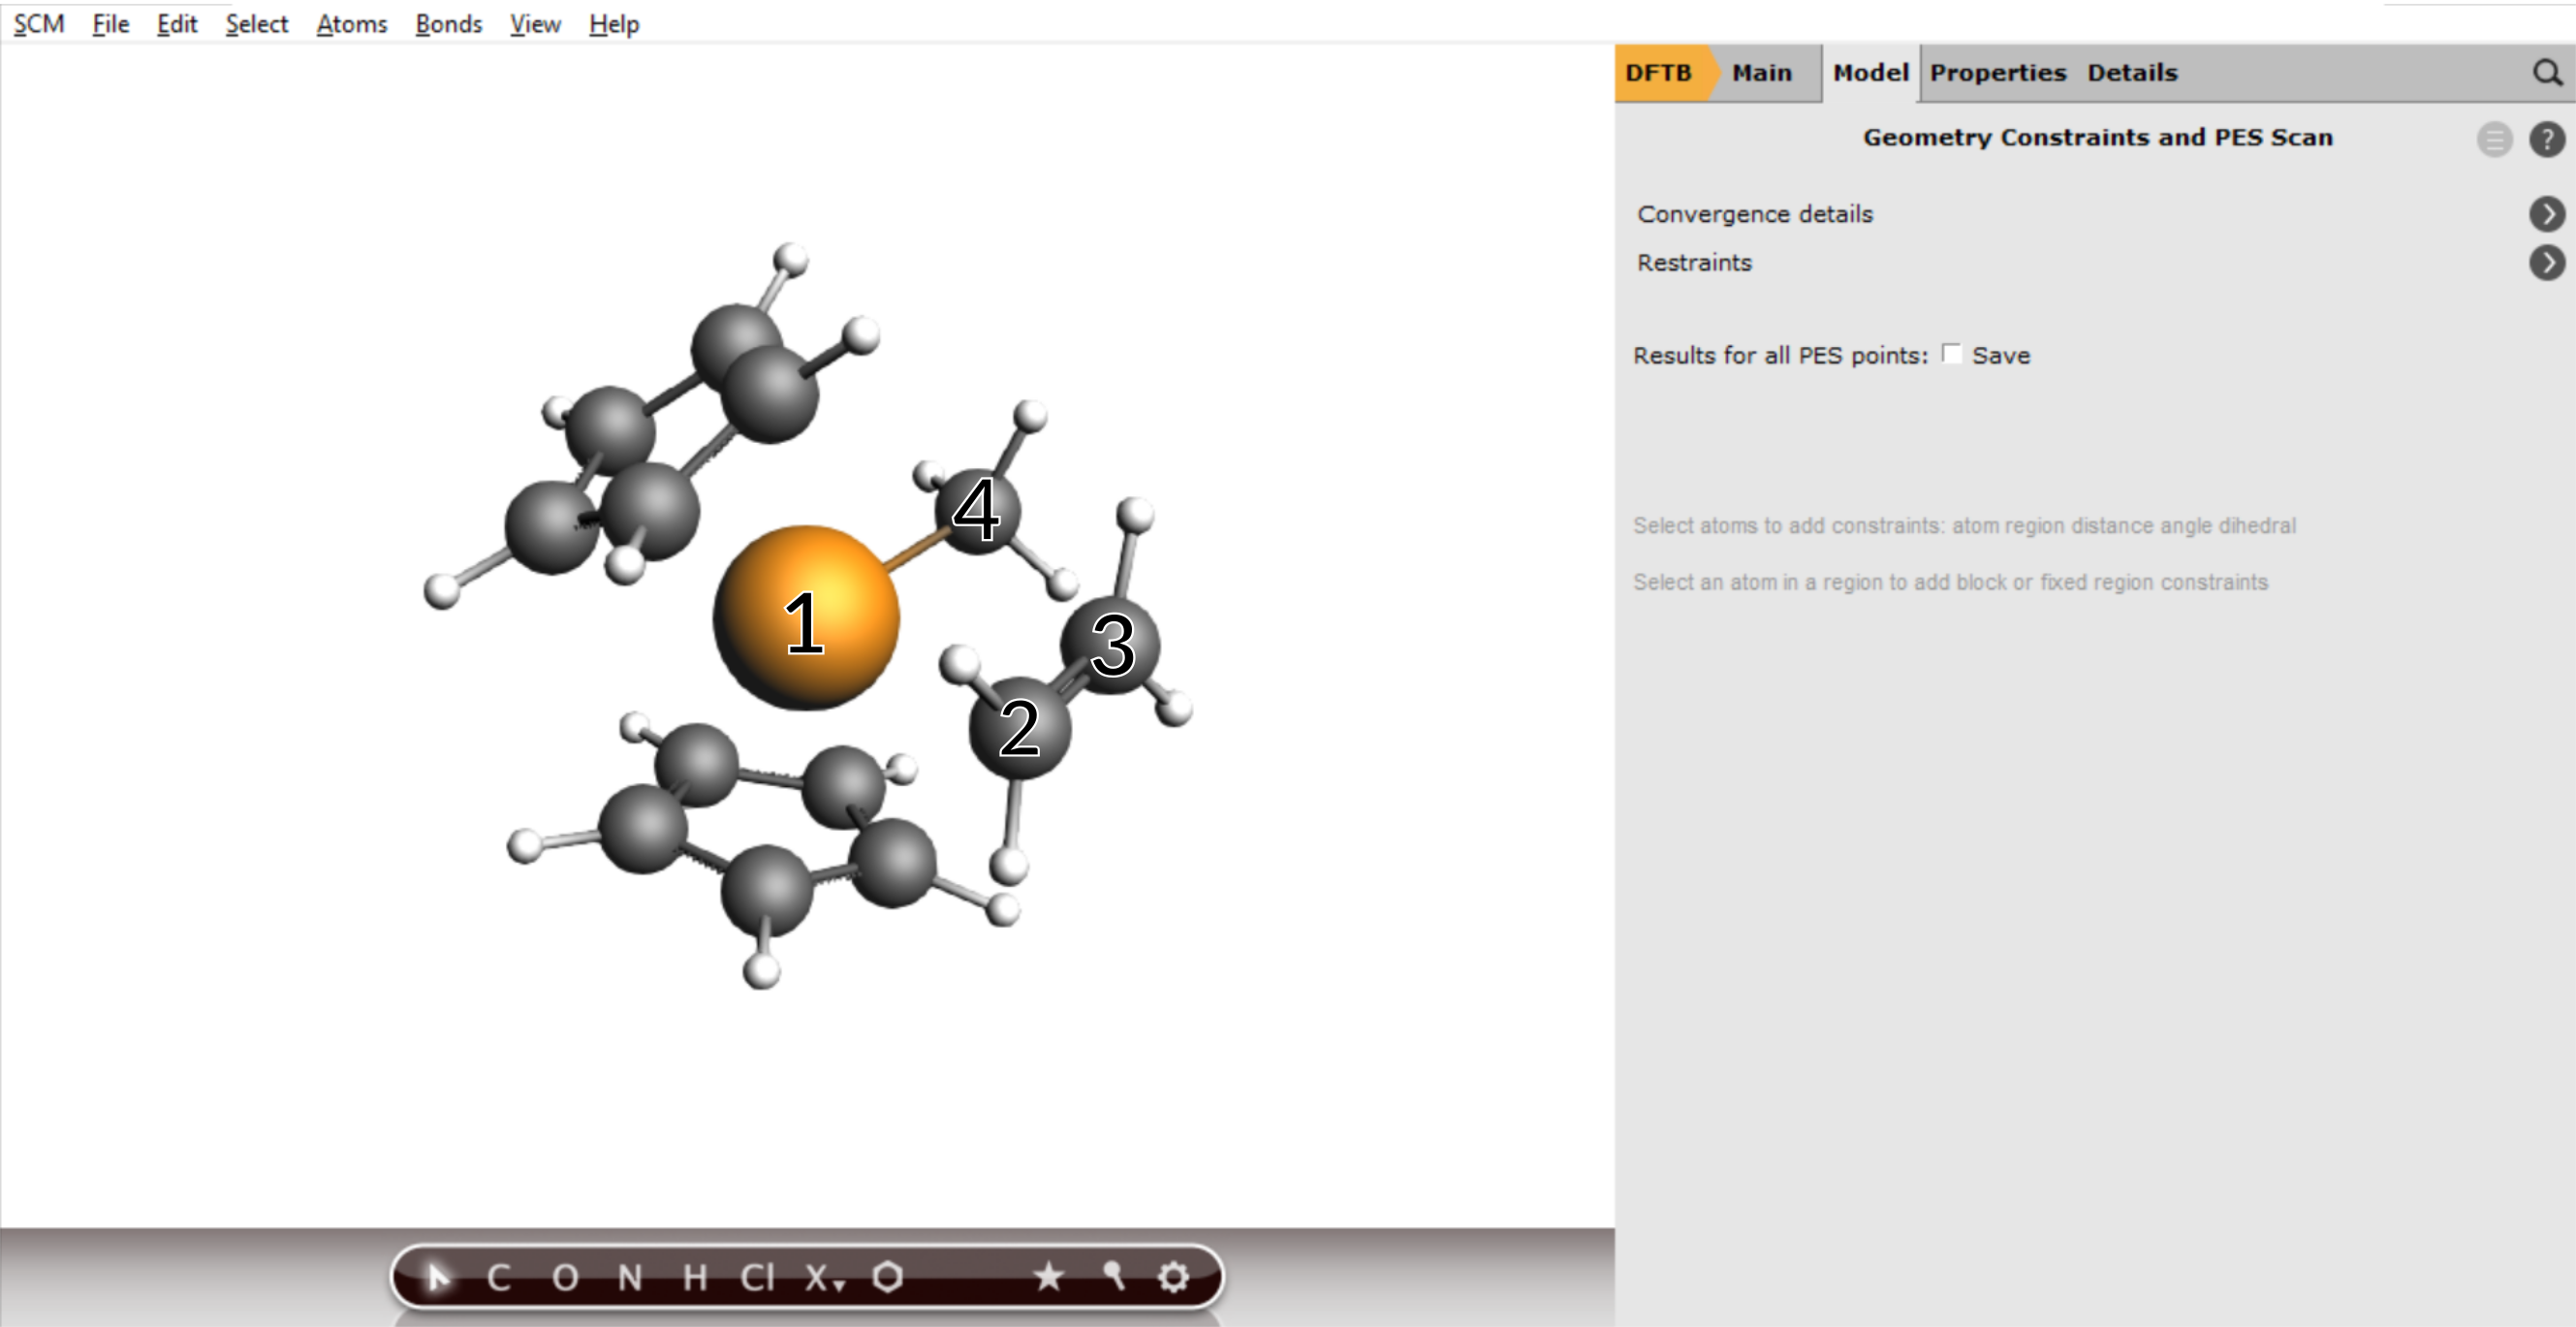 SCM File Edit Select Atoms Bonds View Help
DFTB Main Model Properties Details
Geometry Constraints and PES Scan
?
Convergence details
Restraints
Results for all PES points: Save
4
3
1
2
Select atoms to add constraints: atom region distance angle dihedral
Select an atom in a region to add block or fixed region constraints
C O N H Cl X